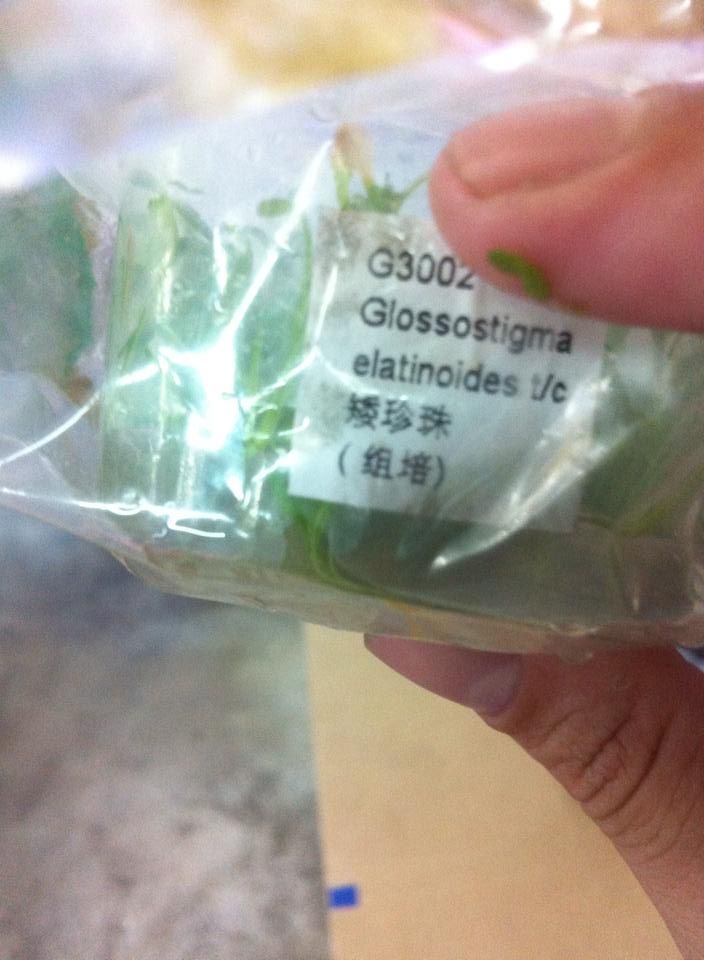 G3002
Glossostigma
elatinoides t/c
矮珍珠
(组培)